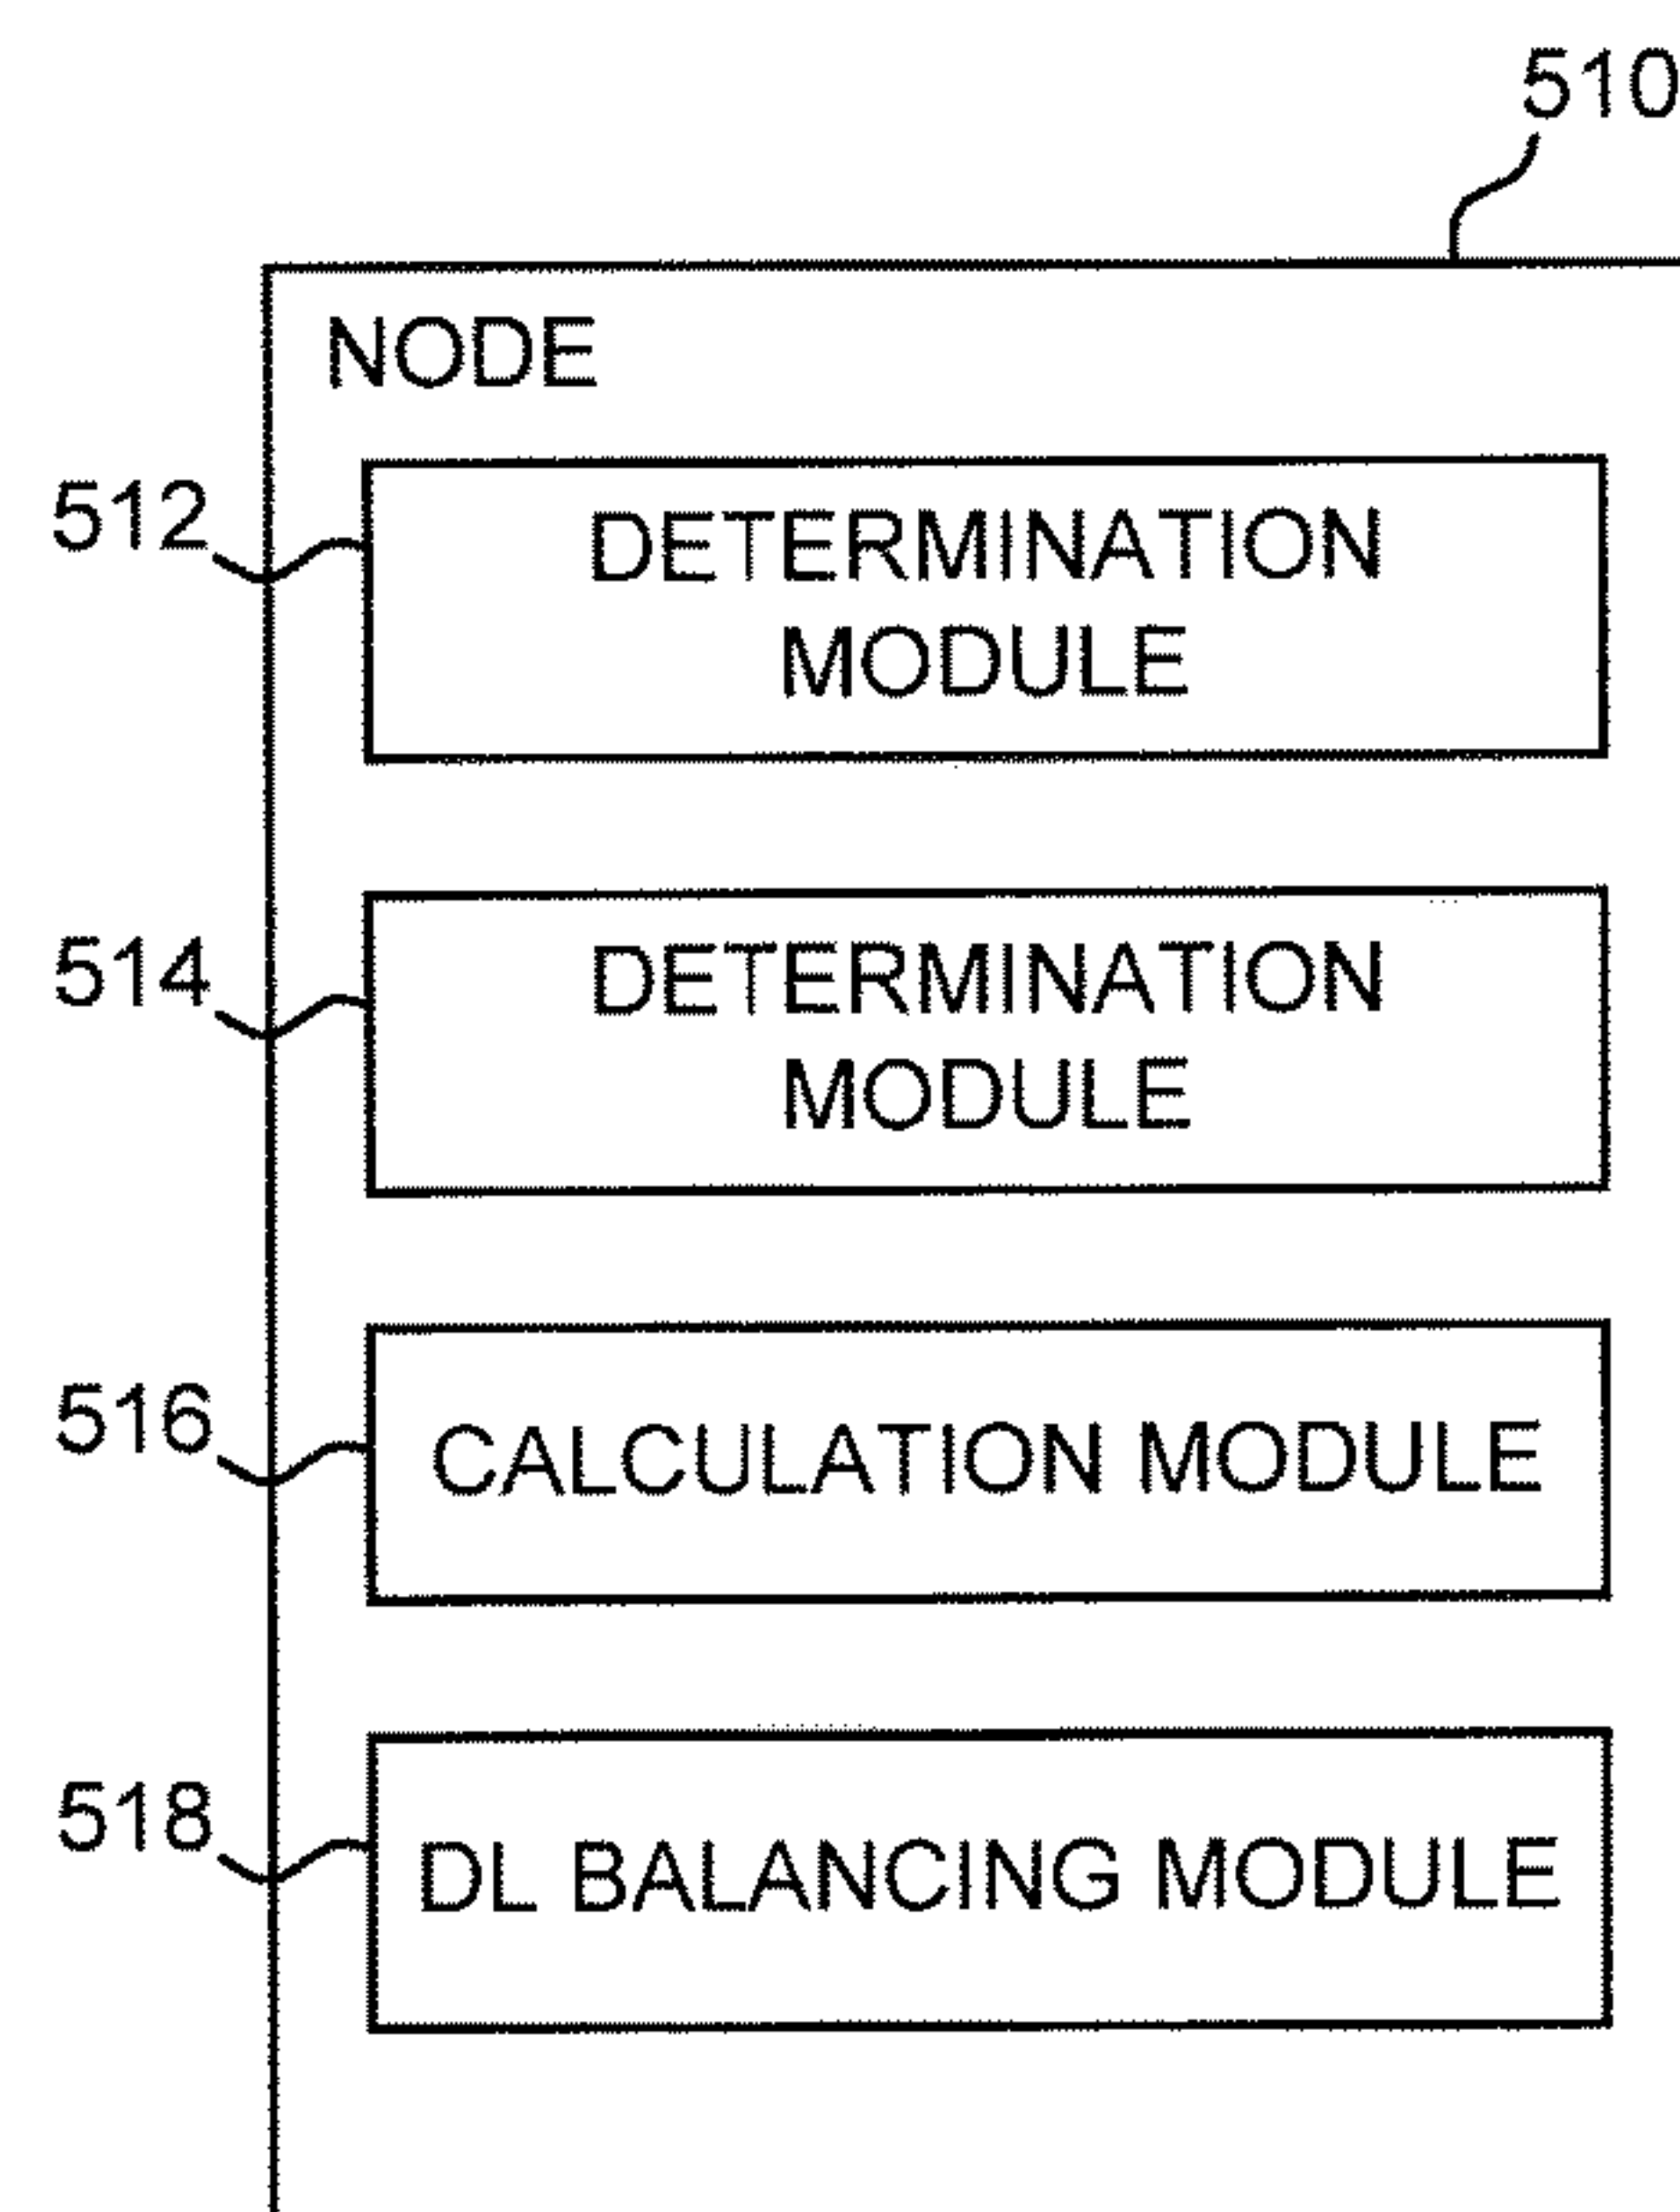 510
NODE
512
DETERMINATION
MODULE
514
DETERMINATION
MODULE
516
CALCULATION MODULE
518
DL BALANCING MODULE